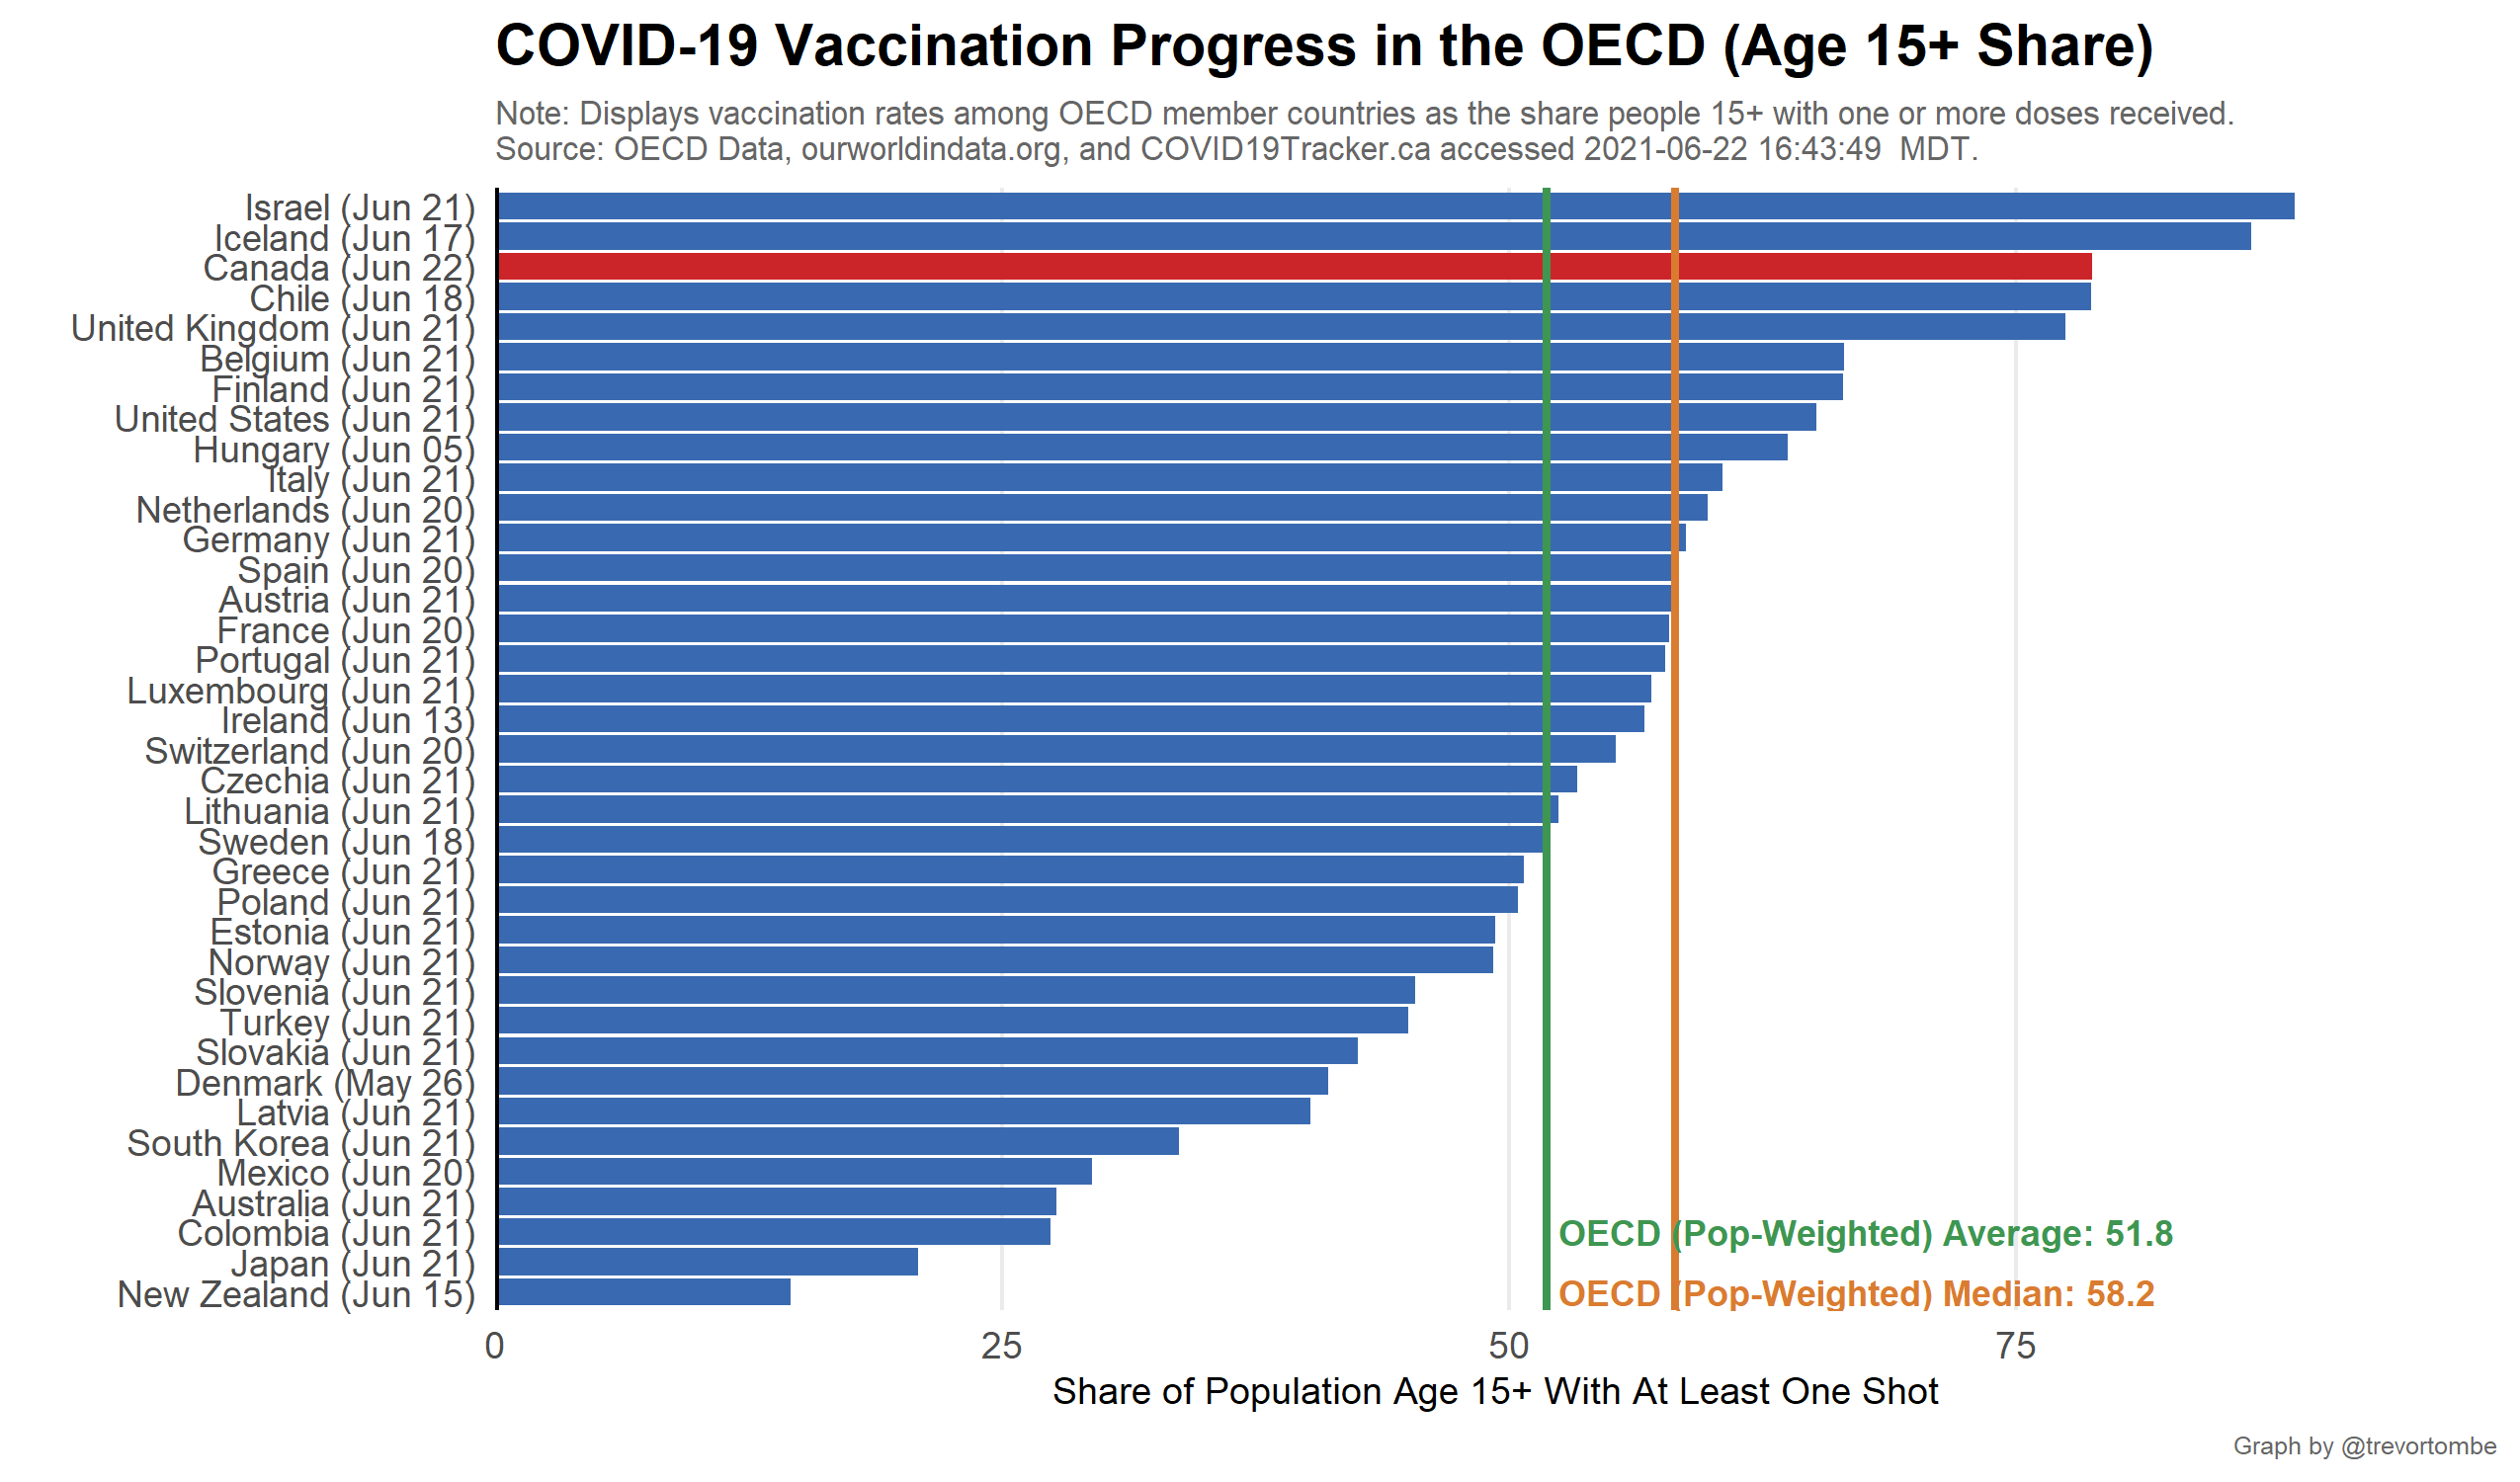 COVID-19 Vaccination Progress in the OECD (Age 15+ Share)
Note: Displays vaccination rates among OECD member countries as the share people 15+ with one or more doses received.
Source: OECD Data, ourworldindata.org, and COVID19Tracker.ca accessed 2021-06-22 16:43:49  MDT.
Israel (Jun 21)
Iceland (Jun 17)
Canada (Jun 22)
Chile (Jun 18)
United Kingdom (Jun 21)
Belgium (Jun 21)
Finland (Jun 21)
United States (Jun 21)
Hungary (Jun 05)
Italy (Jun 21)
Netherlands (Jun 20)
Germany (Jun 21)
Spain (Jun 20)
Austria (Jun 21)
France (Jun 20)
Portugal (Jun 21)
Luxembourg (Jun 21)
Ireland (Jun 13)
Switzerland (Jun 20)
Czechia (Jun 21)
Lithuania (Jun 21)
Sweden (Jun 18)
Greece (Jun 21)
Poland (Jun 21)
Estonia (Jun 21)
Norway (Jun 21)
Slovenia (Jun 21)
Turkey (Jun 21)
Slovakia (Jun 21)
Denmark (May 26)
Latvia (Jun 21)
South Korea (Jun 21)
Mexico (Jun 20)
Australia (Jun 21)
Colombia (Jun 21)
OECD (Pop-Weighted) Average: 51.8
Japan (Jun 21)
New Zealand (Jun 15)
OECD (Pop-Weighted) Median: 58.2
0 25 50 75
Share of Population Age 15+ With At Least One Shot
Graph by @trevortombe